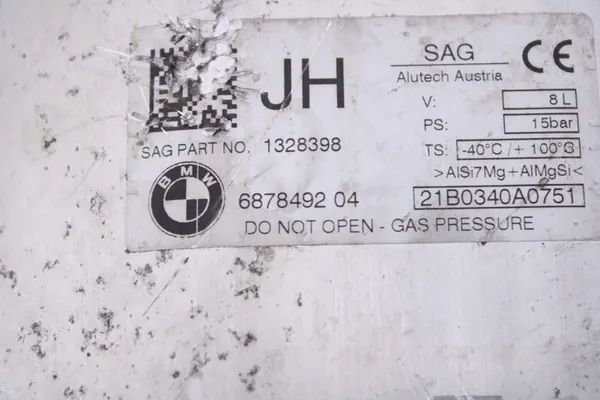 JH
SAG
Alutech Austria
CE
V: 8 L
PS: 15bar
TS: -40°C / + 100°C
>AlSi7Mg+AlMgSi<
SAG PART NO. 1328398
BMW
6878492 04
21B0340A0751
DO NOT OPEN - GAS PRESSURE